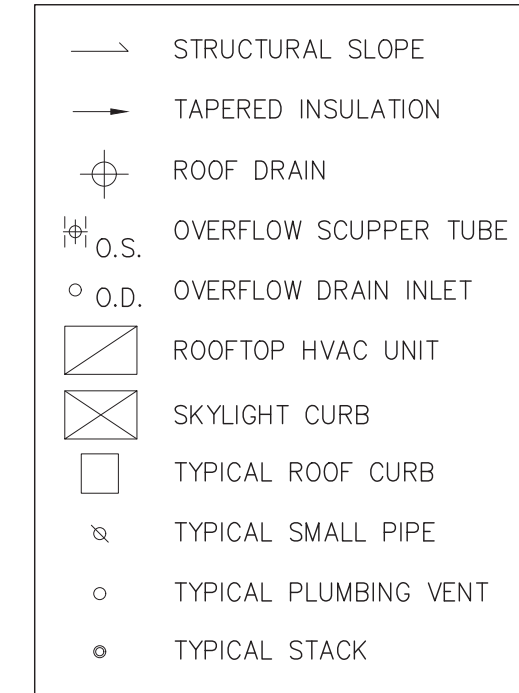 STRUCTURAL SLOPE
TAPERED INSULATION
ROOF DRAIN
O.S. OVERFLOW SCUPPER TUBE
O.D. OVERFLOW DRAIN INLET
ROOFTOP HVAC UNIT
SKYLIGHT CURB
TYPICAL ROOF CURB
TYPICAL SMALL PIPE
TYPICAL PLUMBING VENT
TYPICAL STACK